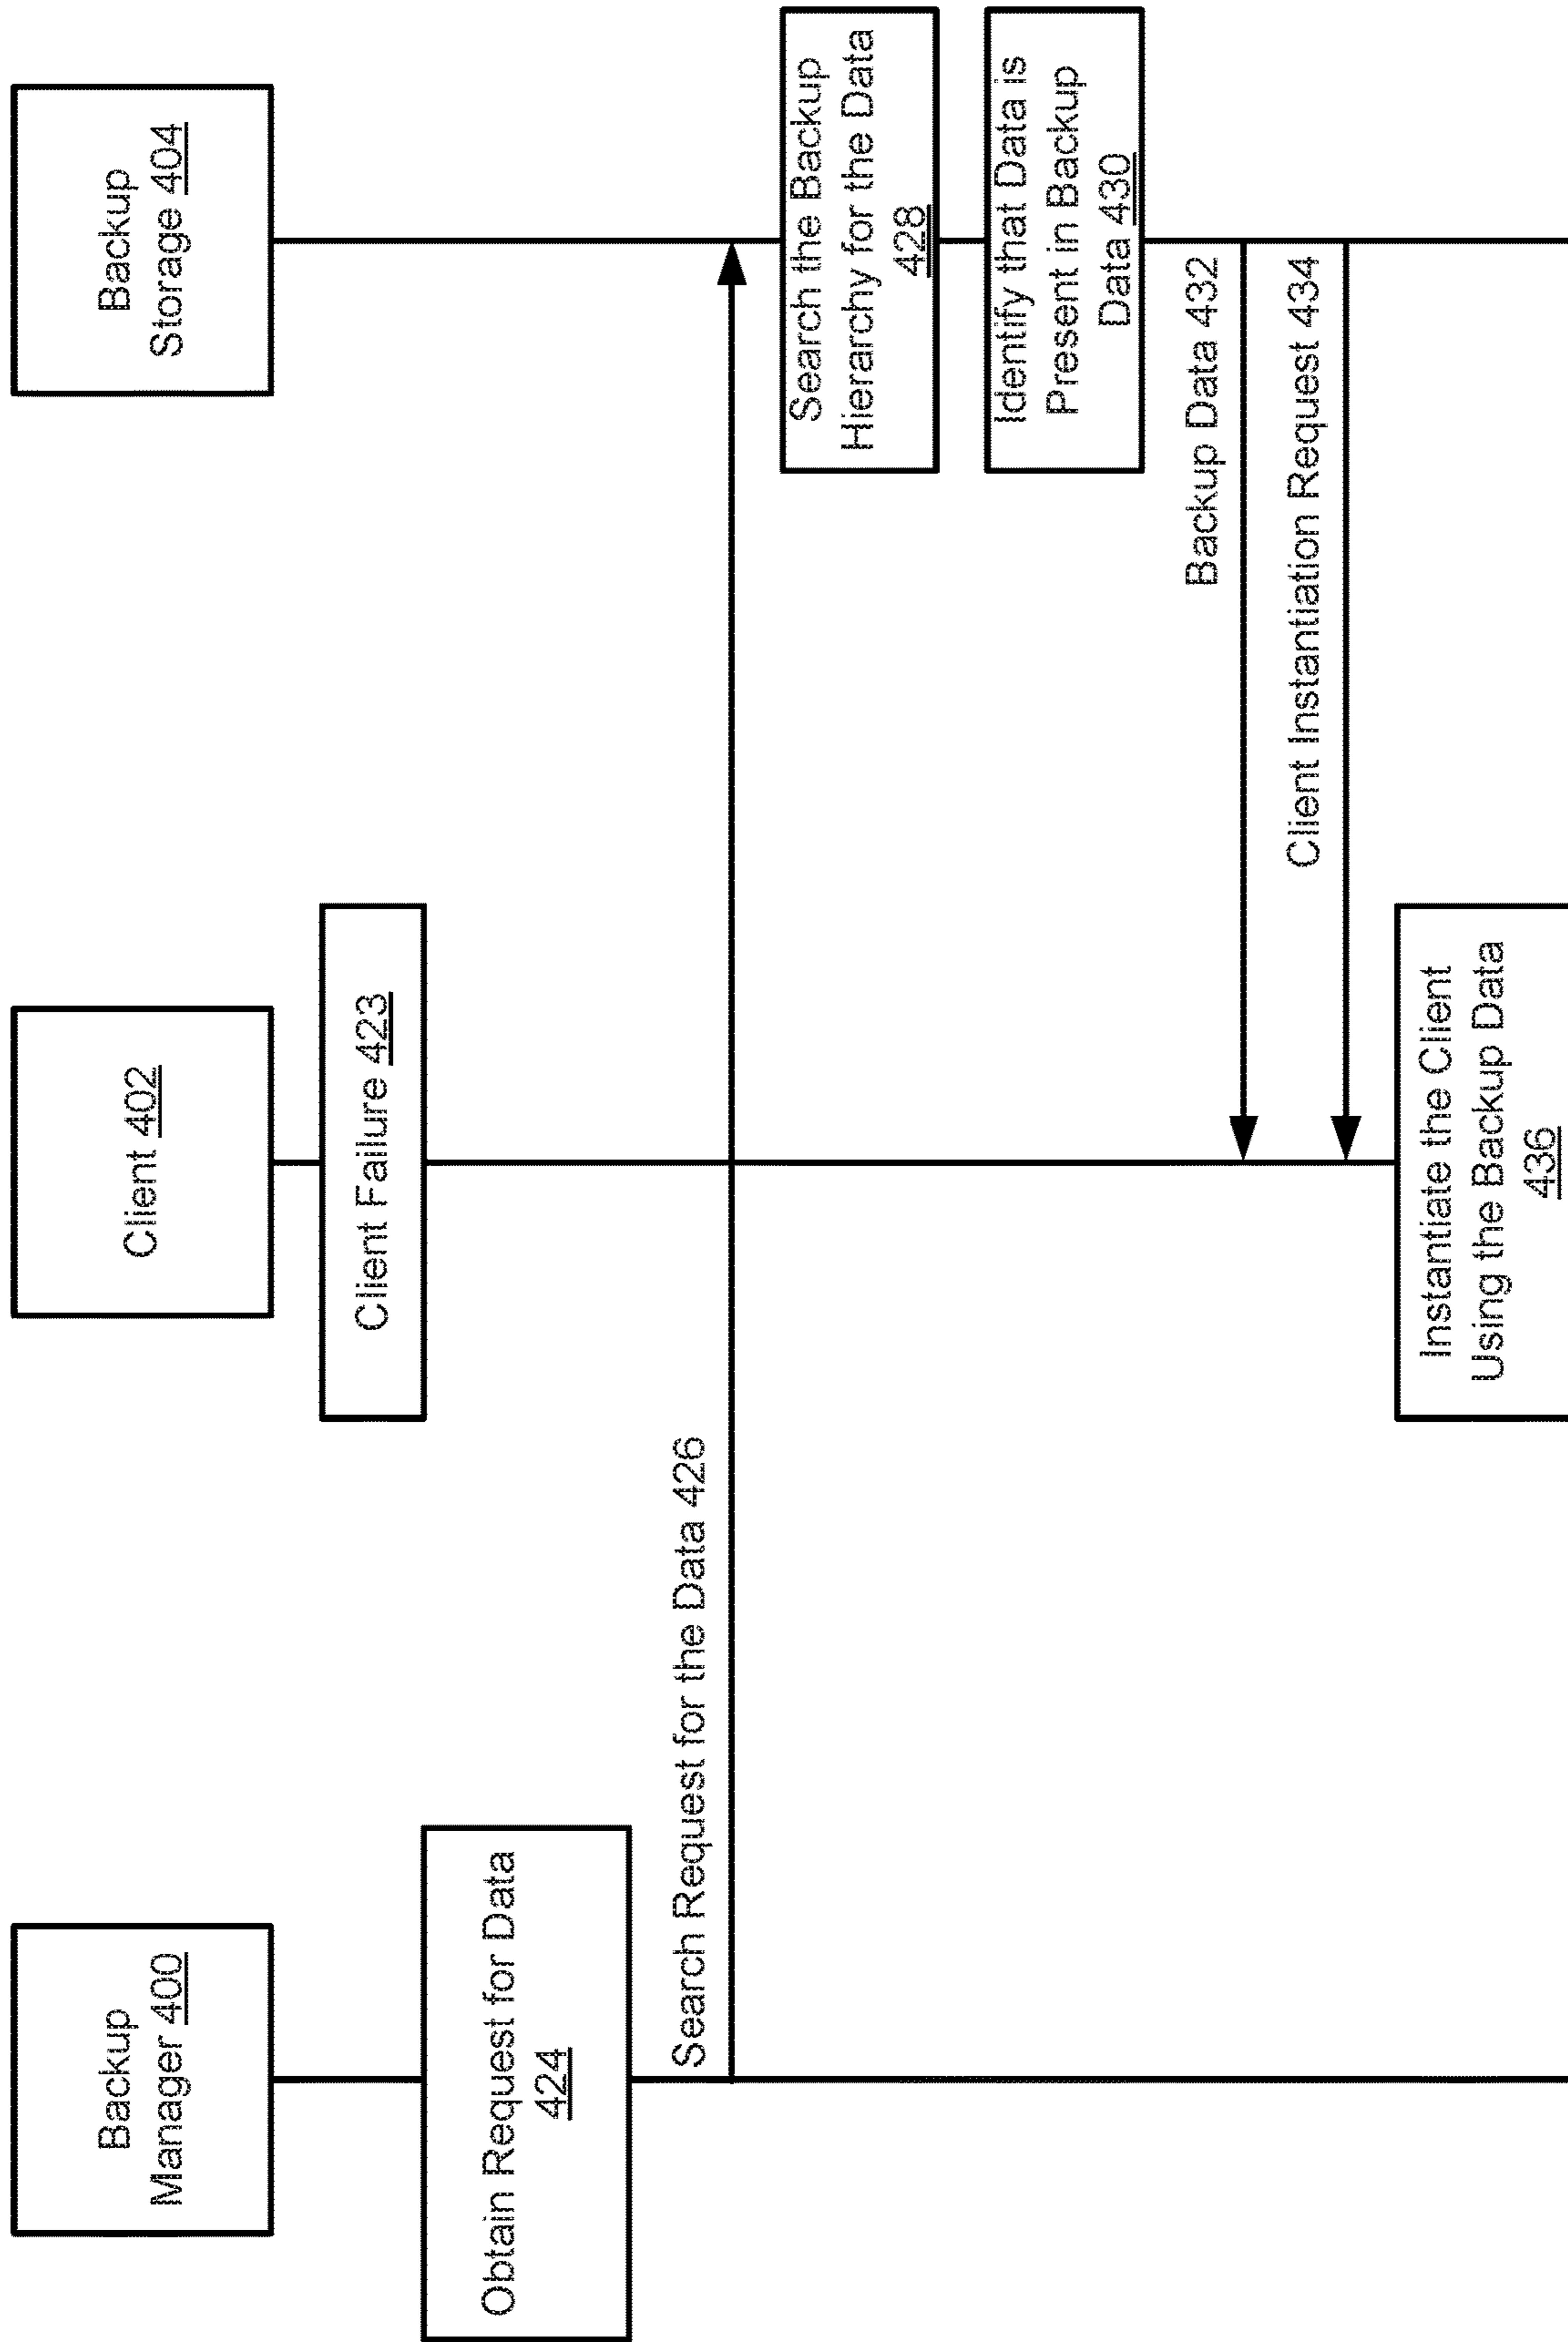 Backup
Manager 400
Client 402
Backup
Storage 404
Client Failure 423
Obtain Request for Data
424
Search Request for the Data 426
Search the Backup
Hierarchy for the Data
428
Identify that Data is
Present in Backup
Data 430
Backup Data 432
Client Instantiation Request 434
Instantiate the Client
Using the Backup Data
436